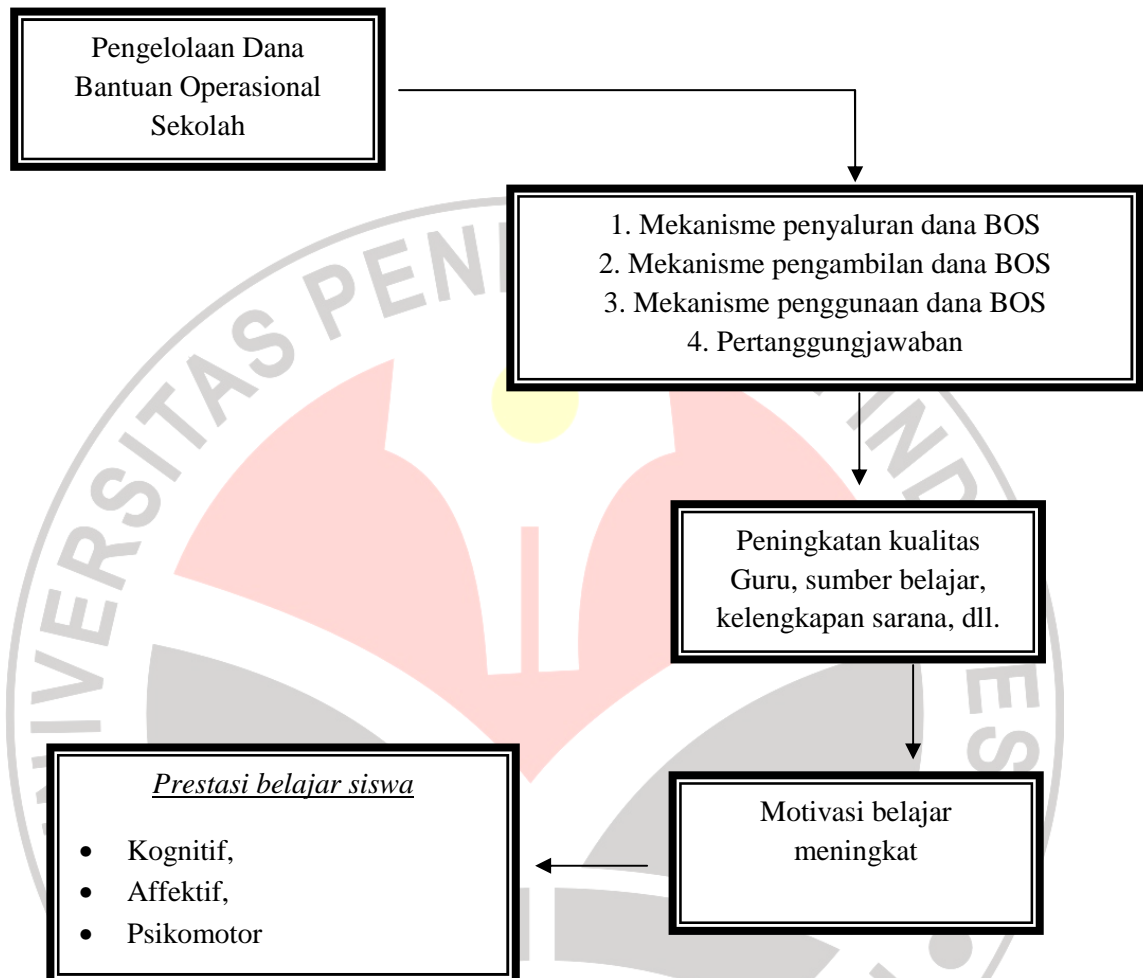 Pengelolaan Dana
Bantuan Operasional
Sekolah
1. Mekanisme penyaluran dana BOS
2. Mekanisme pengambilan dana BOS
3. Mekanisme penggunaan dana BOS
4. Pertanggungjawaban
Peningkatan kualitas
Guru, sumber belajar,
kelengkapan sarana, dll.
Motivasi belajar
meningkat
Prestasi belajar siswa
• Kognitif,
• Affektif,
• Psikomotor